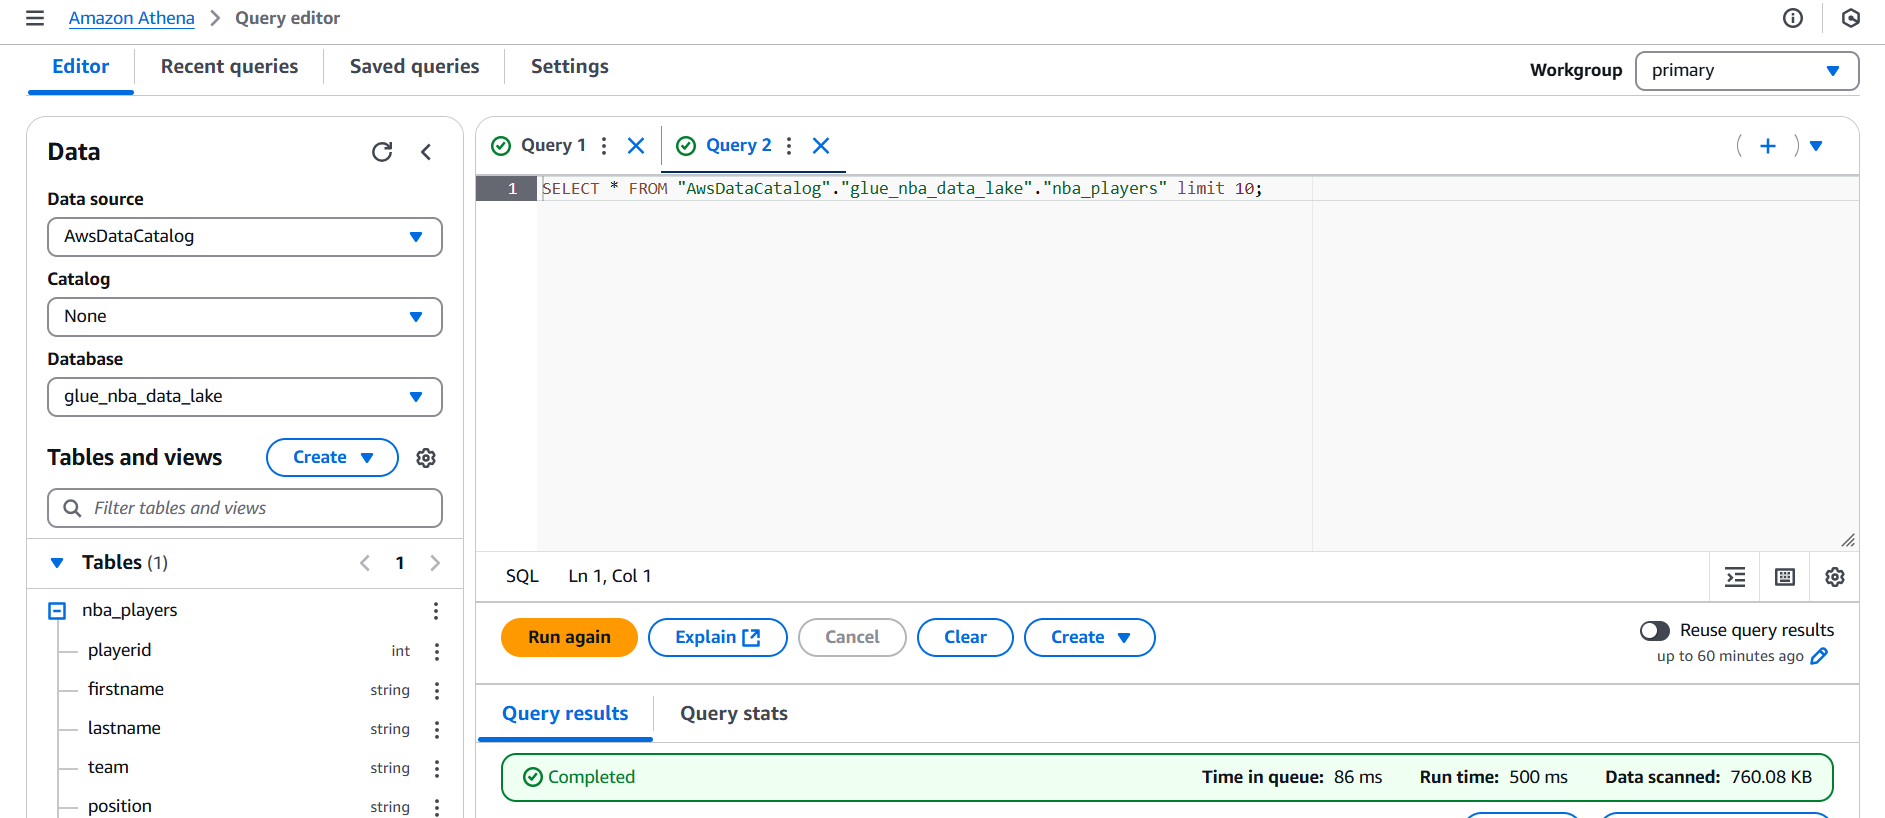 Amazon Athena > Query editor
Editor
Recent queries
Saved queries
Settings
Workgroup
primary
Data
Data source
AwsDataCatalog
Catalog
None
Database
glue_nba_data_lake
Tables and views
Create
Filter tables and views
Tables (1)
1
nba_players
playerid int
firstname string
lastname string
team string
position string
Query 1
Query 2
1 SELECT * FROM "AwsDataCatalog"."glue_nba_data_lake"."nba_players" limit 10;
SQL Ln 1, Col 1
Run again
Explain
Cancel
Clear
Create
Reuse query results
up to 60 minutes ago
Query results
Query stats
Completed
Time in queue: 86 ms
Run time: 500 ms
Data scanned: 760.08 KB